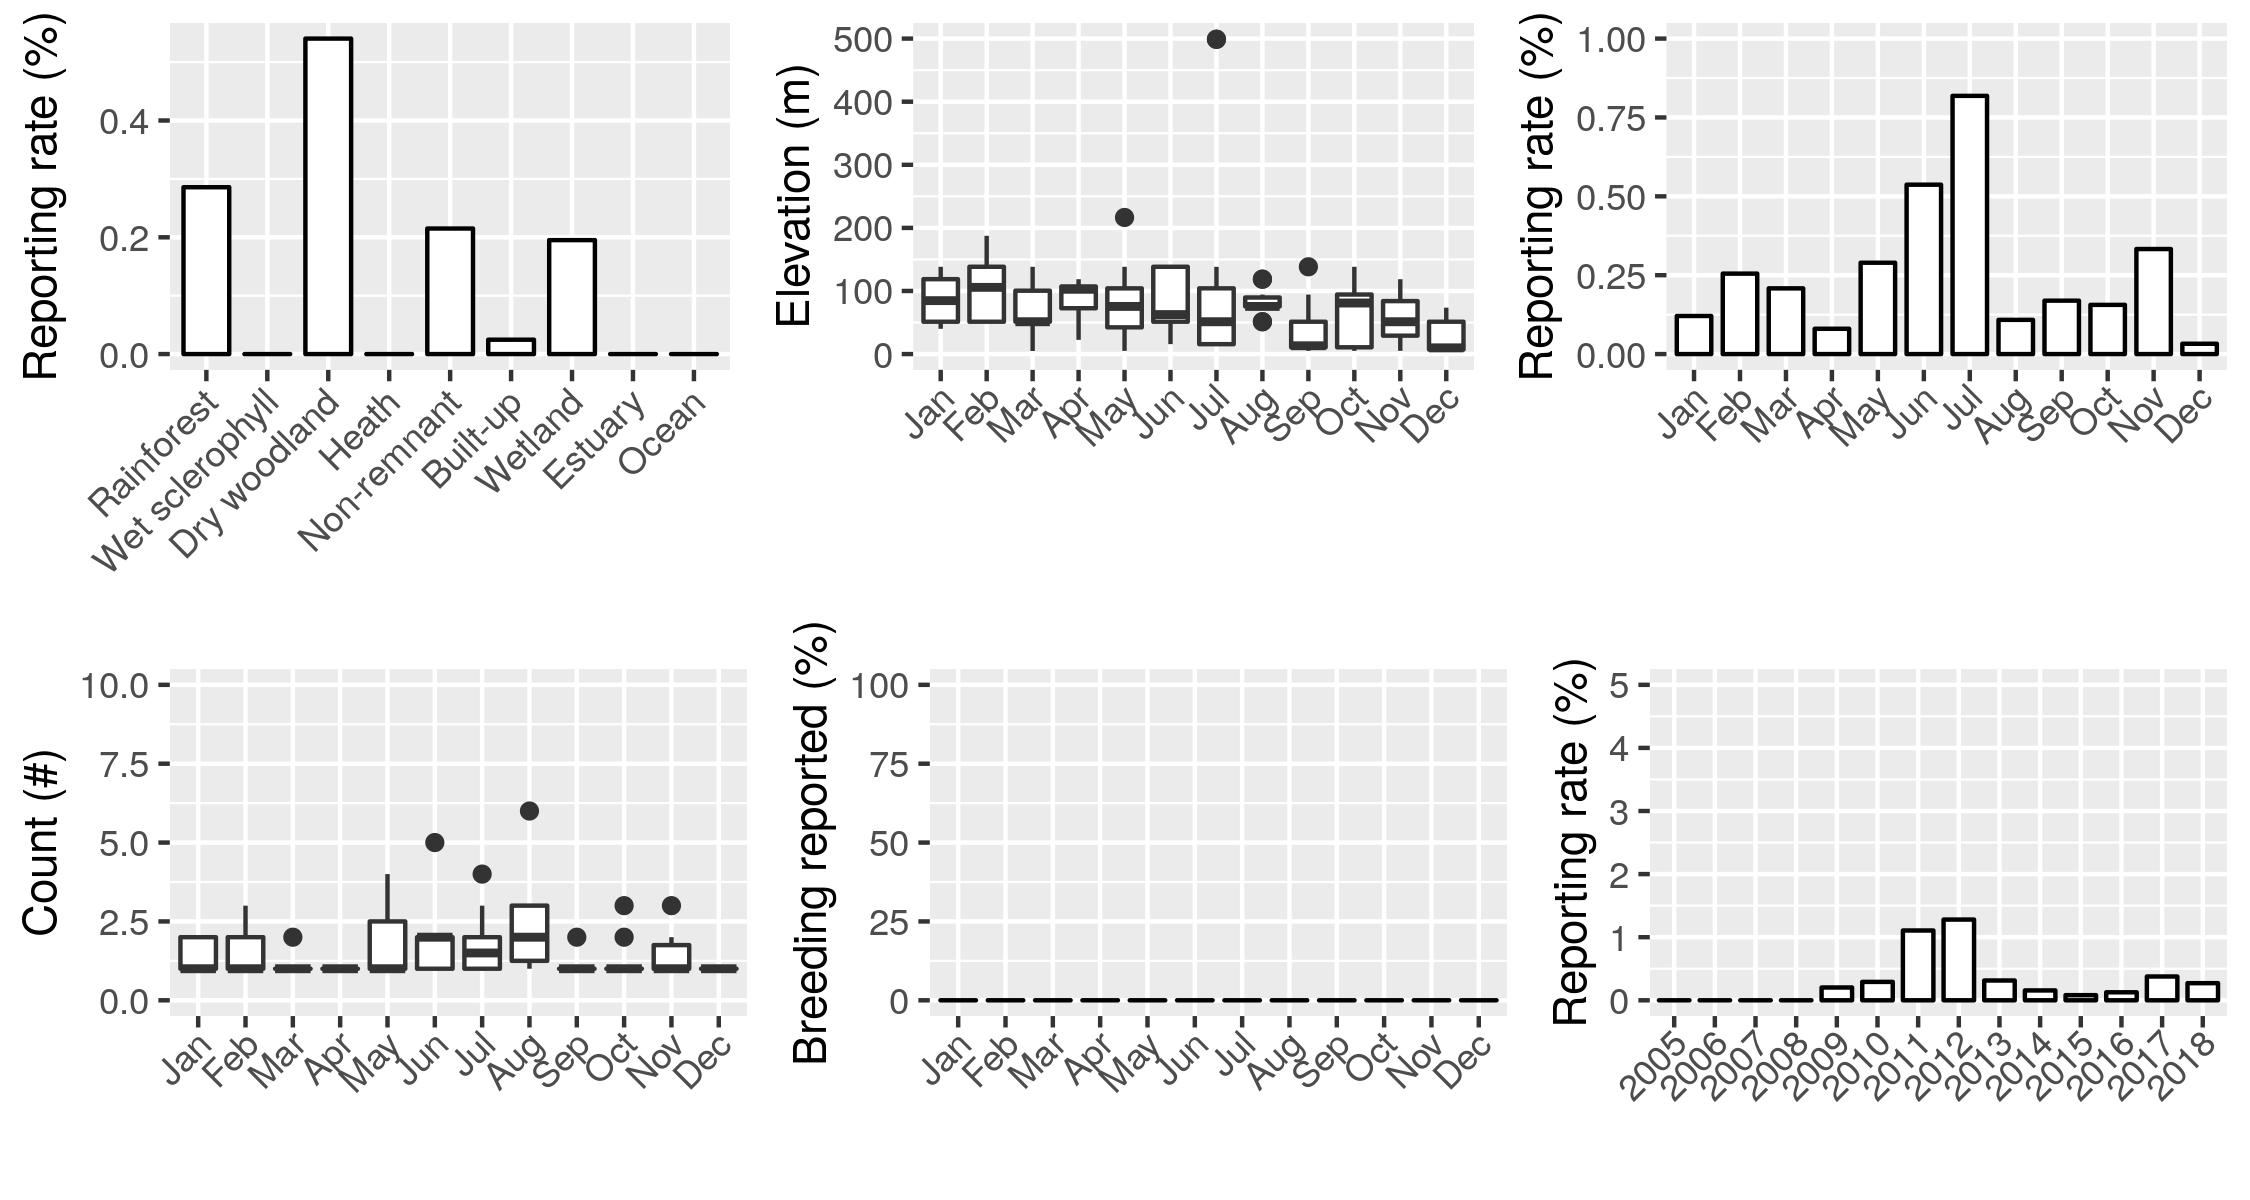 Reporting rate (%)
0.4
0.2
0.0
Rainforest
Wet sclerophyll
Dry woodland
Heath
Non-remnant
Built-up
Wetland
Estuary
Ocean
Elevation (m)
500
400
300
200
100
0
Jan
Feb
Mar
Apr
May
Jun
Jul
Aug
Sep
Oct
Nov
Dec
Reporting rate (%)
1.00
0.75
0.50
0.25
0.00
Jan
Feb
Mar
Apr
May
Jun
Jul
Aug
Sep
Oct
Nov
Dec
Count (#)
10.0
7.5
5.0
2.5
0.0
Jan
Feb
Mar
Apr
May
Jun
Jul
Aug
Sep
Oct
Nov
Dec
Breeding reported (%)
100
75
50
25
0
Jan
Feb
Mar
Apr
May
Jun
Jul
Aug
Sep
Oct
Nov
Dec
Reporting rate (%)
5
4
3
2
1
0
2005
2006
2007
2008
2009
2010
2011
2012
2013
2014
2015
2016
2017
2018